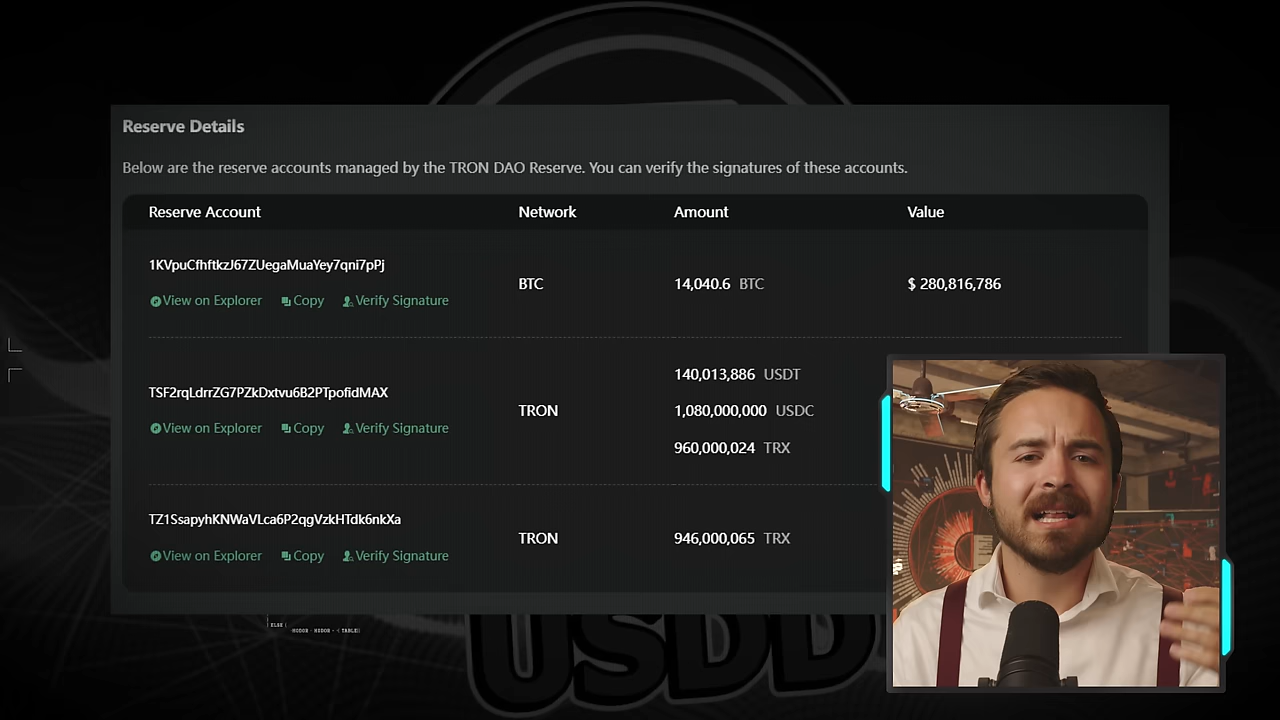 Reserve Details
Below are the reserve accounts managed by the TRON DAO Reserve. You can verify the signatures of these accounts.
Reserve Account Network Amount Value
1KVpuCfhftkzJ67ZUegaMuaYey7qni7pPj
View on Explorer Copy Verify Signature
BTC 14,040.6 BTC $ 280,816,786
TSF2rqLdrrZG7PZkDxtvu6B2PTpofidMAX
View on Explorer Copy Verify Signature
TRON
140,013,886 USDT
1,080,000,000 USDC
960,000,024 TRX
TZ1SsapyhKNWaVLca6P2qgVzkHTdk6nkXa
View on Explorer Copy Verify Signature
TRON 946,000,065 TRX
USDD